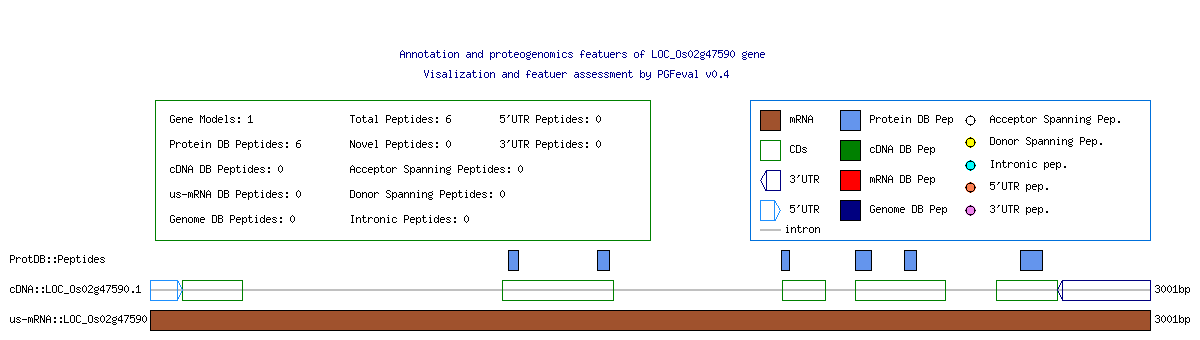 Annotation and proteogenomics featuers of LOC_Os02g47590 gene
Visalization and featuer assessment by PGFeval v0.4
Gene Models: 1 Total Peptides: 6 5'UTR Peptides: 0
Protein DB Peptides: 6 Novel Peptides: 0 3'UTR Peptides: 0
cDNA DB Peptides: 0 Acceptor Spanning Peptides: 0
us-mRNA DB Peptides: 0 Donor Spanning Peptides: 0
Genome DB Peptides: 0 Intronic Peptides: 0
mRNA Protein DB Pep Acceptor Spanning Pep.
CDs cDNA DB Pep Donor Spanning Pep.
3'UTR mRNA DB Pep Intronic pep.
5'UTR Genome DB Pep 5'UTR pep.
intron 3'UTR pep.
ProtDB::Peptides
cDNA::LOC_Os02g47590.1 3001bp
us-mRNA::LOC_Os02g47590 3001bp